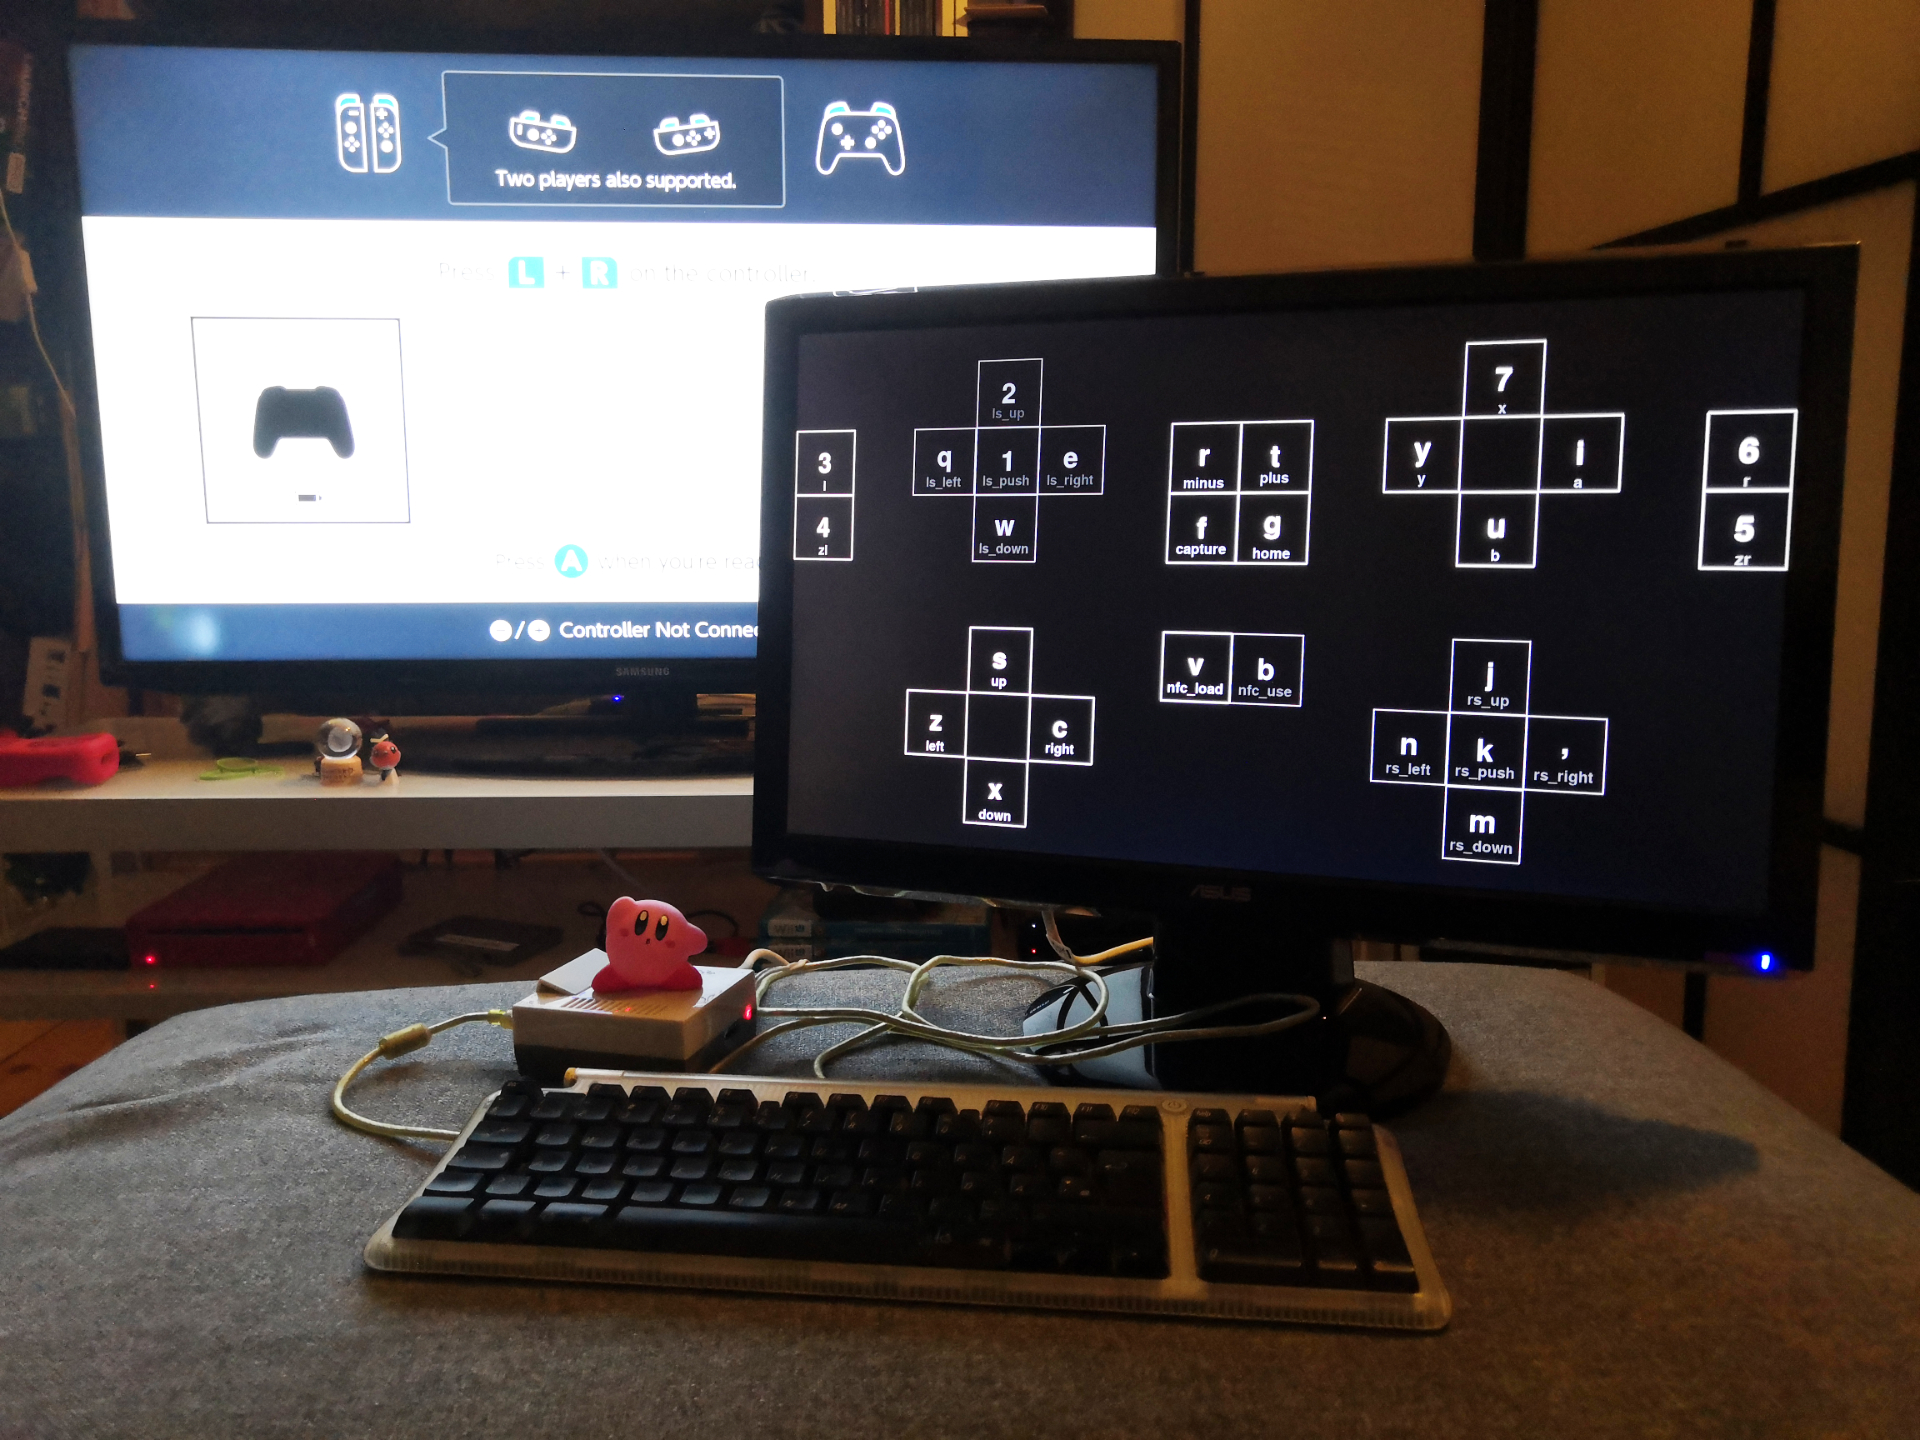 Two players also supported.
Press L + R on the controller.
Press A when you're rea
-/+ Controller Not Connec
SAMSUNG
2
ls_up
q
ls_left
1
ls_push
e
ls_right
w
ls_down
3
l
4
zl
r
minus
t
plus
f
capture
g
home
7
x
y
y
i
a
u
b
6
r
5
zr
s
up
z
left
c
right
x
down
v
nfc_load
b
nfc_use
j
rs_up
n
rs_left
k
rs_push
,
rs_right
m
rs_down
ASUS